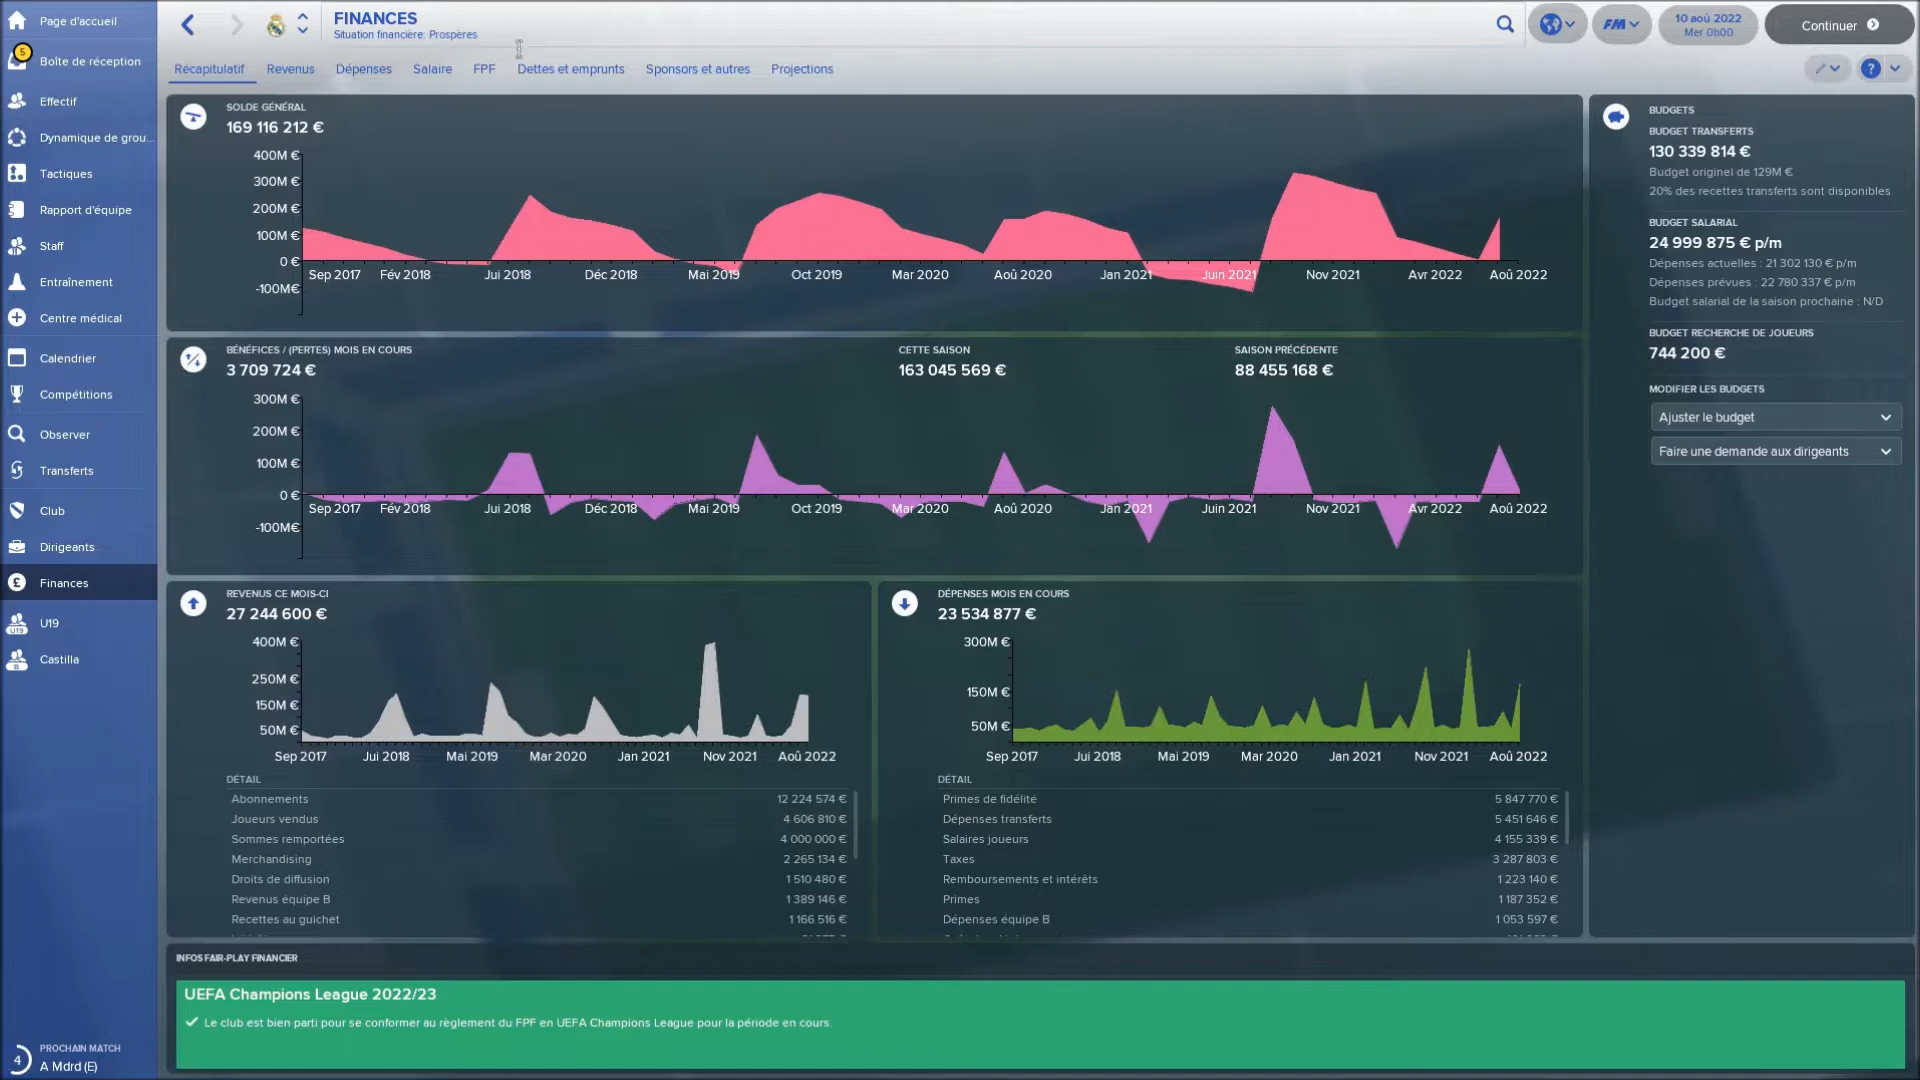 Page d'accueil
5
Boîte de réception
Effectif
Dynamique de grou...
Tactiques
Rapport d'équipe
Staff
Entraînement
Centre médical
Calendrier
Compétitions
Observer
Transferts
Club
Dirigeants
£ Finances
U19 U19
Castilla
4 PROCHAIN MATCH
A Mdrd (E)
FINANCES
Situation financière: Prospères
FM
10 aoû 2022
Mer 0h00
Continuer
Récapitulatif Revenus Dépenses Salaire FPF Dettes et emprunts Sponsors et autres Projections
?
SOLDE GÉNÉRAL
169 116 212 €
400M €
300M €
200M €
100M €
0 €
-100M€
Sep 2017 Fév 2018 Jui 2018 Déc 2018 Mai 2019 Oct 2019 Mar 2020 Aoû 2020 Jan 2021 Juin 2021 Nov 2021 Avr 2022 Aoû 2022
BÉNÉFICES / (PERTES) MOIS EN COURS
3 709 724 €
CETTE SAISON
163 045 569 €
SAISON PRÉCÉDENTE
88 455 168 €
300M €
200M €
100M €
0 €
-100M€
Sep 2017 Fév 2018 Jui 2018 Déc 2018 Mai 2019 Oct 2019 Mar 2020 Aoû 2020 Jan 2021 Juin 2021 Nov 2021 Avr 2022 Aoû 2022
REVENUS CE MOIS-CI
27 244 600 €
400M €
250M €
150M €
50M €
Sep 2017 Jui 2018 Mai 2019 Mar 2020 Jan 2021 Nov 2021 Aoû 2022
DÉTAIL
Abonnements 12 224 574 €
Joueurs vendus 4 606 810 €
Sommes remportées 4 000 000 €
Merchandising 2 265 134 €
Droits de diffusion 1 510 480 €
Revenus équipe B 1 389 146 €
Recettes au guichet 1 166 516 €
DÉPENSES MOIS EN COURS
23 534 877 €
300M €
150M €
50M €
Sep 2017 Jui 2018 Mai 2019 Mar 2020 Jan 2021 Nov 2021 Aoû 2022
DÉTAIL
Primes de fidélité 5 847 770 €
Dépenses transferts 5 451 646 €
Salaires joueurs 4 155 339 €
Taxes 3 287 803 €
Remboursements et intérêts 1 223 140 €
Primes 1 187 352 €
Dépenses équipe B 1 053 597 €
BUDGETS
BUDGET TRANSFERTS
130 339 814 €
Budget originel de 129M €
20% des recettes transferts sont disponibles
BUDGET SALARIAL
24 999 875 € p/m
Dépenses actuelles : 21 302 130 € p/m
Dépenses prévues : 22 780 337 € p/m
Budget salarial de la saison prochaine : N/D
BUDGET RECHERCHE DE JOUEURS
744 200 €
MODIFIER LES BUDGETS
Ajuster le budget
Faire une demande aux dirigeants
INFOS FAIR-PLAY FINANCIER
UEFA Champions League 2022/23
Le club est bien parti pour se conformer au règlement du FPF en UEFA Champions League pour la période en cours.